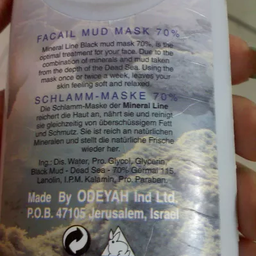 FACAIL MUD MASK 70%
Mineral Line Black mud mask 70%, is the
optimal treatment for your face. Due to the
combination of minerals and mud taken
from the depth of the Dead Sea. Using the
mask once or twice a week, leaves your
skin feeling soft and relaxed.
SCHLAMM-MASKE 70%
Die Schlamm-Maske der Mineral Line
reichert die Haut an, nährt sie und reinigt
sie gleichzeitig von überschüssigem Fett
und Schmutz. Sie ist reich an natürlichen
Mineralen und stellt die natürliche Frische
wieder her.
Ing.: Dis. Water, Pro. Glycol, Glycerin,
Black Mud - Dead Sea - 70% Germal 115,
Lanolin, I.P.M. Kalamin, Pro. Paraben.
Made By ODEYAH Ind Ltd.
P.O.B. 47105 Jerusalem, Israel